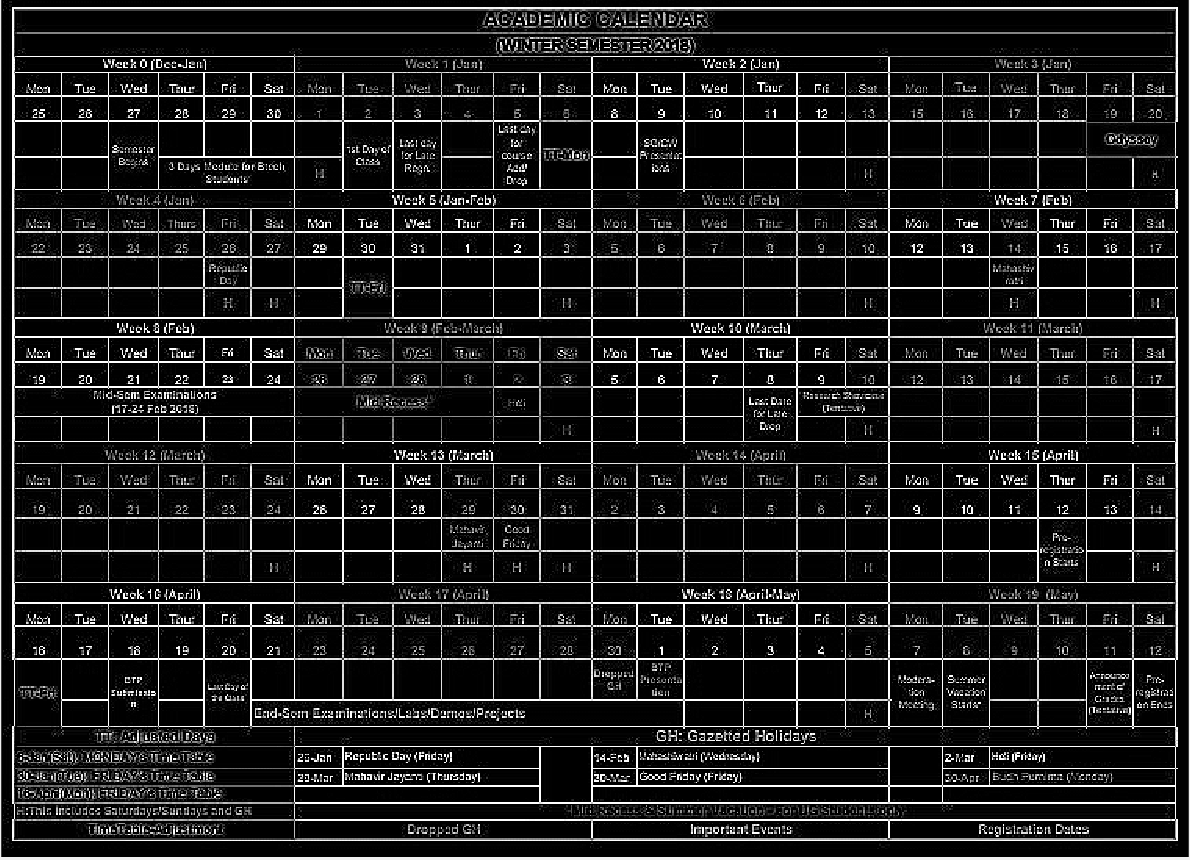 ACADEMIC CALENDAR
(WINTER SEMESTER 2018)
Week 0 (Dec-Jan) Week 1 (Jan) Week 2 (Jan) Week 3 (Jan)
Mon Tue Wed Thur Fri Sat Mon Tue Wed Thur Fri Sat Mon Tue Wed Thur Fri Sat Mon Tue Wed Thur Fri Sat
25 26 27 28 29 30 1 2 3 4 5 6 8 9 10 11 12 13 15 16 17 18 19 20
Semester Begins 1st Day of Class Last day for Late Regn. Last day for course Add/Drop TT-Mon Odyssey
3 Days Module for Btech Students H H H
Week 4 (Jan) Week 5 (Jan-Feb) Week 6 (Feb) Week 7 (Feb)
Mon Tue Wed Thurs Fri Sat Mon Tue Wed Thur Fri Sat Mon Tue Wed Thur Fri Sat Mon Tue Wed Thur Fri Sat
22 23 24 25 26 27 29 30 31 1 2 3 5 6 7 8 9 10 12 13 14 15 16 17
Republic Day TT-Fri Mahashivratri
H H H H H H
Week 8 (Feb) Week 9 (Feb-March) Week 10 (March) Week 11 (March)
Mon Tue Wed Thur Fri Sat Mon Tue Wed Thur Fri Sat Mon Tue Wed Thur Fri Sat Mon Tue Wed Thur Fri Sat
19 20 21 22 23 24 26 27 28 1 2 3 5 6 7 8 9 10 12 13 14 15 16 17
Mid-Sem Examinations Mid-Recess* Holi Last Date for Late Drop Research Showcase (Tentative)
(17-25 Feb 2018)
H H H
Week 12 (March) Week 13 (March) Week 14 (April) Week 15 (April)
Mon Tue Wed Thur Fri Sat Mon Tue Wed Thur Fri Sat Mon Tue Wed Thur Fri Sat Mon Tue Wed Thur Fri Sat
19 20 21 22 23 24 26 27 28 29 30 31 2 3 4 5 6 7 9 10 11 12 13 14
Mahavir Jayanti Good Friday Pre-registration Starts
H H H H H H
Week 16 (April) Week 17 (April) Week 18 (April-May) Week 19 (May)
Mon Tue Wed Thur Fri Sat Mon Tue Wed Thur Fri Sat Mon Tue Wed Thur Fri Sat Mon Tue Wed Thur Fri Sat
16 17 18 19 20 21 23 24 25 26 27 28 30 1 2 3 4 5 7 8 9 10 11 12
TT-Fri BTP Submission Last Day of the Class Dropped GH BTP Presentation Moderation Meeting Summer Vacation Starts* Announcment of Grades (Tentative) Pre-registration Ends
End-Sem Examinations/Labs/Demos/Projects H
TT: Adjusted Days GH: Gazetted Holidays
6-Jan(Sat): MONDAY'S Time Table 26-Jan Republic Day (Friday) 14-Feb Mahashivratri (Wednesday) 2-Mar Holi (Friday)
30-Jan(Tue): FRIDAY'S Time Table 29-Mar Mahavir Jayanti (Thursday) 30-Mar Good Friday (Friday) 30-Apr Budh Purnima (Monday)
16-April(Mon): FRIDAY'S Time Table
H:This includes Saturdays/Sundays and GH *Mid Recess & Summer Vacation - For UG Students only
TimeTable-Adjustment Dropped GH Important Events Registration Dates